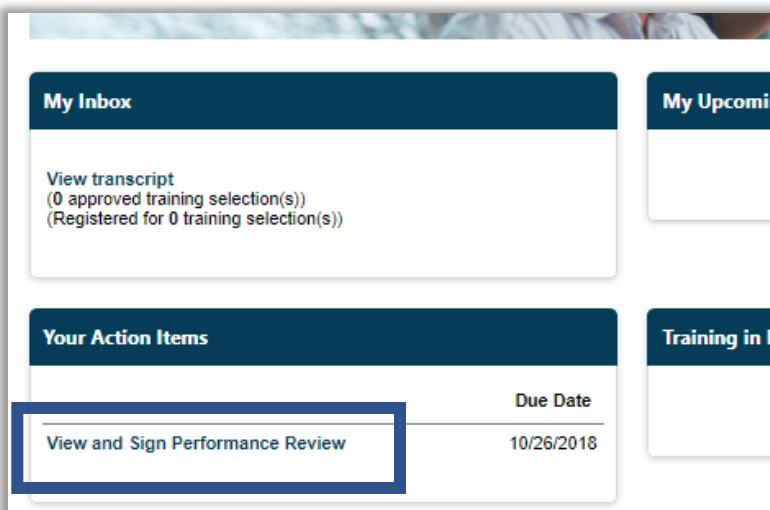 My Inbox
My Upcomi
View transcript
(0 approved training selection(s))
(Registered for 0 training selection(s))
Your Action Items
Training in
Due Date
View and Sign Performance Review 10/26/2018